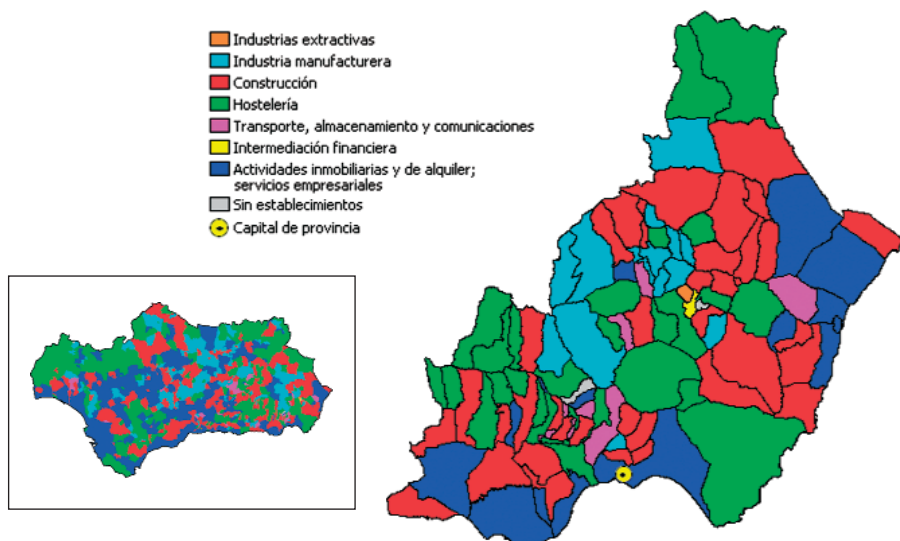 Industrias extractivas
Industria manufacturera
Construcción
Hostelería
Transporte, almacenamiento y comunicaciones
Intermediación financiera
Actividades inmobiliarias y de alquiler;
servicios empresariales
Sin establecimientos
Capital de provincia